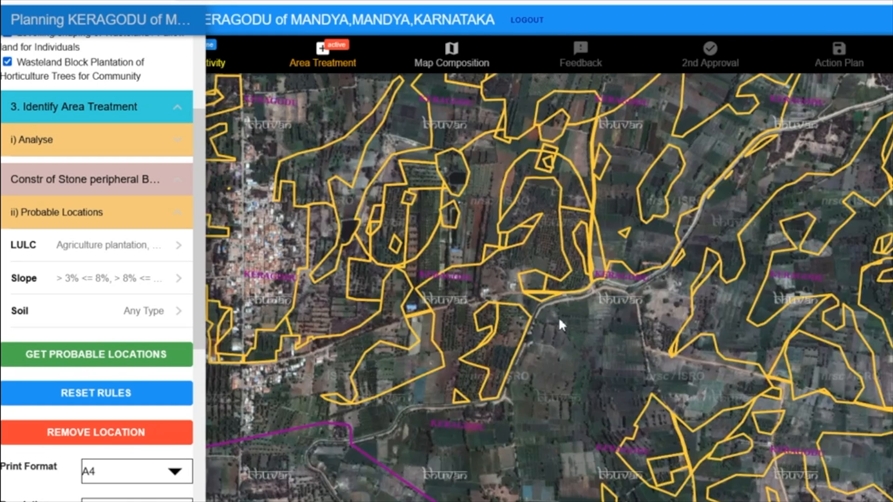 Planning KERAGODU of M...
ERAGODU of MANDYA,MANDYA,KARNATAKA
LOGOUT
land for Individuals
Wasteland Block Plantation of
Horticulture Trees for Community
3. Identify Area Treatment
i) Analyse
Constr of Stone peripheral B...
ii) Probable Locations
LULC Agriculture plantation, ...
Slope > 3% <= 8%, > 8% <= ...
Soil Any Type
GET PROBABLE LOCATIONS
RESET RULES
REMOVE LOCATION
Print Format A4
tivity
active
Area Treatment
Map Composition
Feedback
2nd Approval
Action Plan
bhuvan
bhuvan
bhuvan
bhuvan
KERAGODU
bhuvan
bhuvan
bhuvan
bhuvan
bhuvan
bhuvan
bhuvan
bhuvan